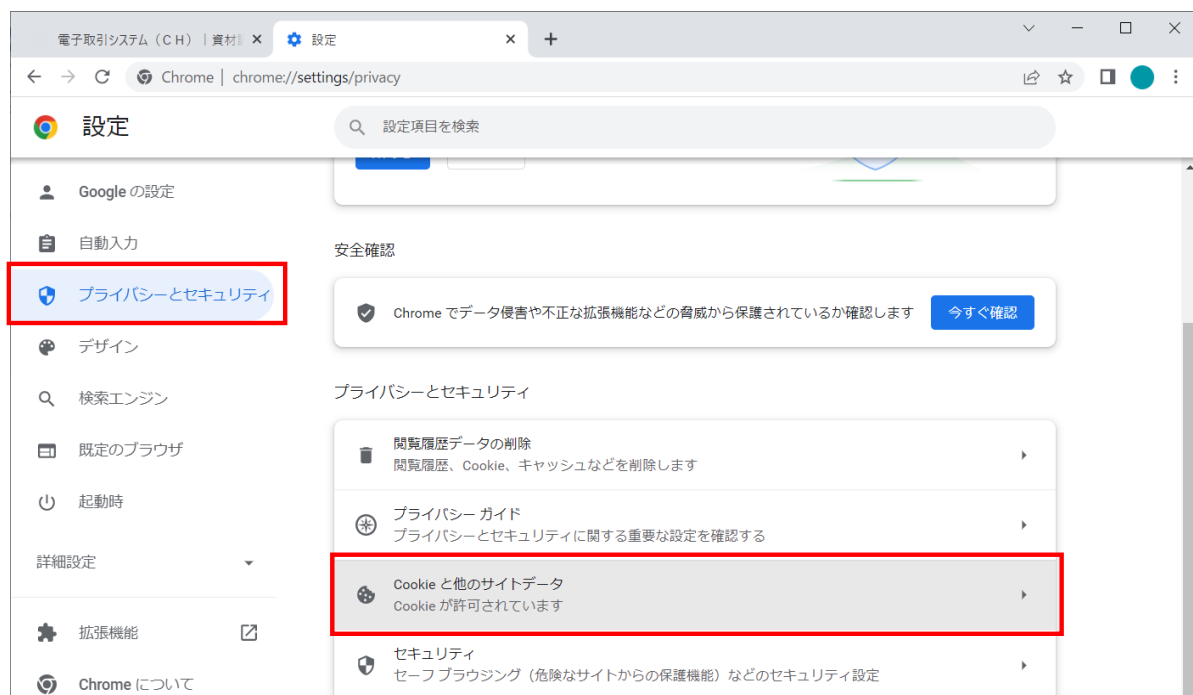 電子取引システム（ＣＨ）｜資材
設定
Chrome | chrome://settings/privacy
設定
設定項目を検索
Google の設定
自動入力
プライバシーとセキュリティ
デザイン
検索エンジン
既定のブラウザ
起動時
詳細設定
拡張機能
Chrome について
安全確認
Chrome でデータ侵害や不正な拡張機能などの脅威から保護されているか確認します
今すぐ確認
プライバシーとセキュリティ
閲覧履歴データの削除
閲覧履歴、Cookie、キャッシュなどを削除します
プライバシー ガイド
プライバシーとセキュリティに関する重要な設定を確認する
Cookie と他のサイトデータ
Cookie が許可されています
セキュリティ
セーフ ブラウジング（危険なサイトからの保護機能）などのセキュリティ設定